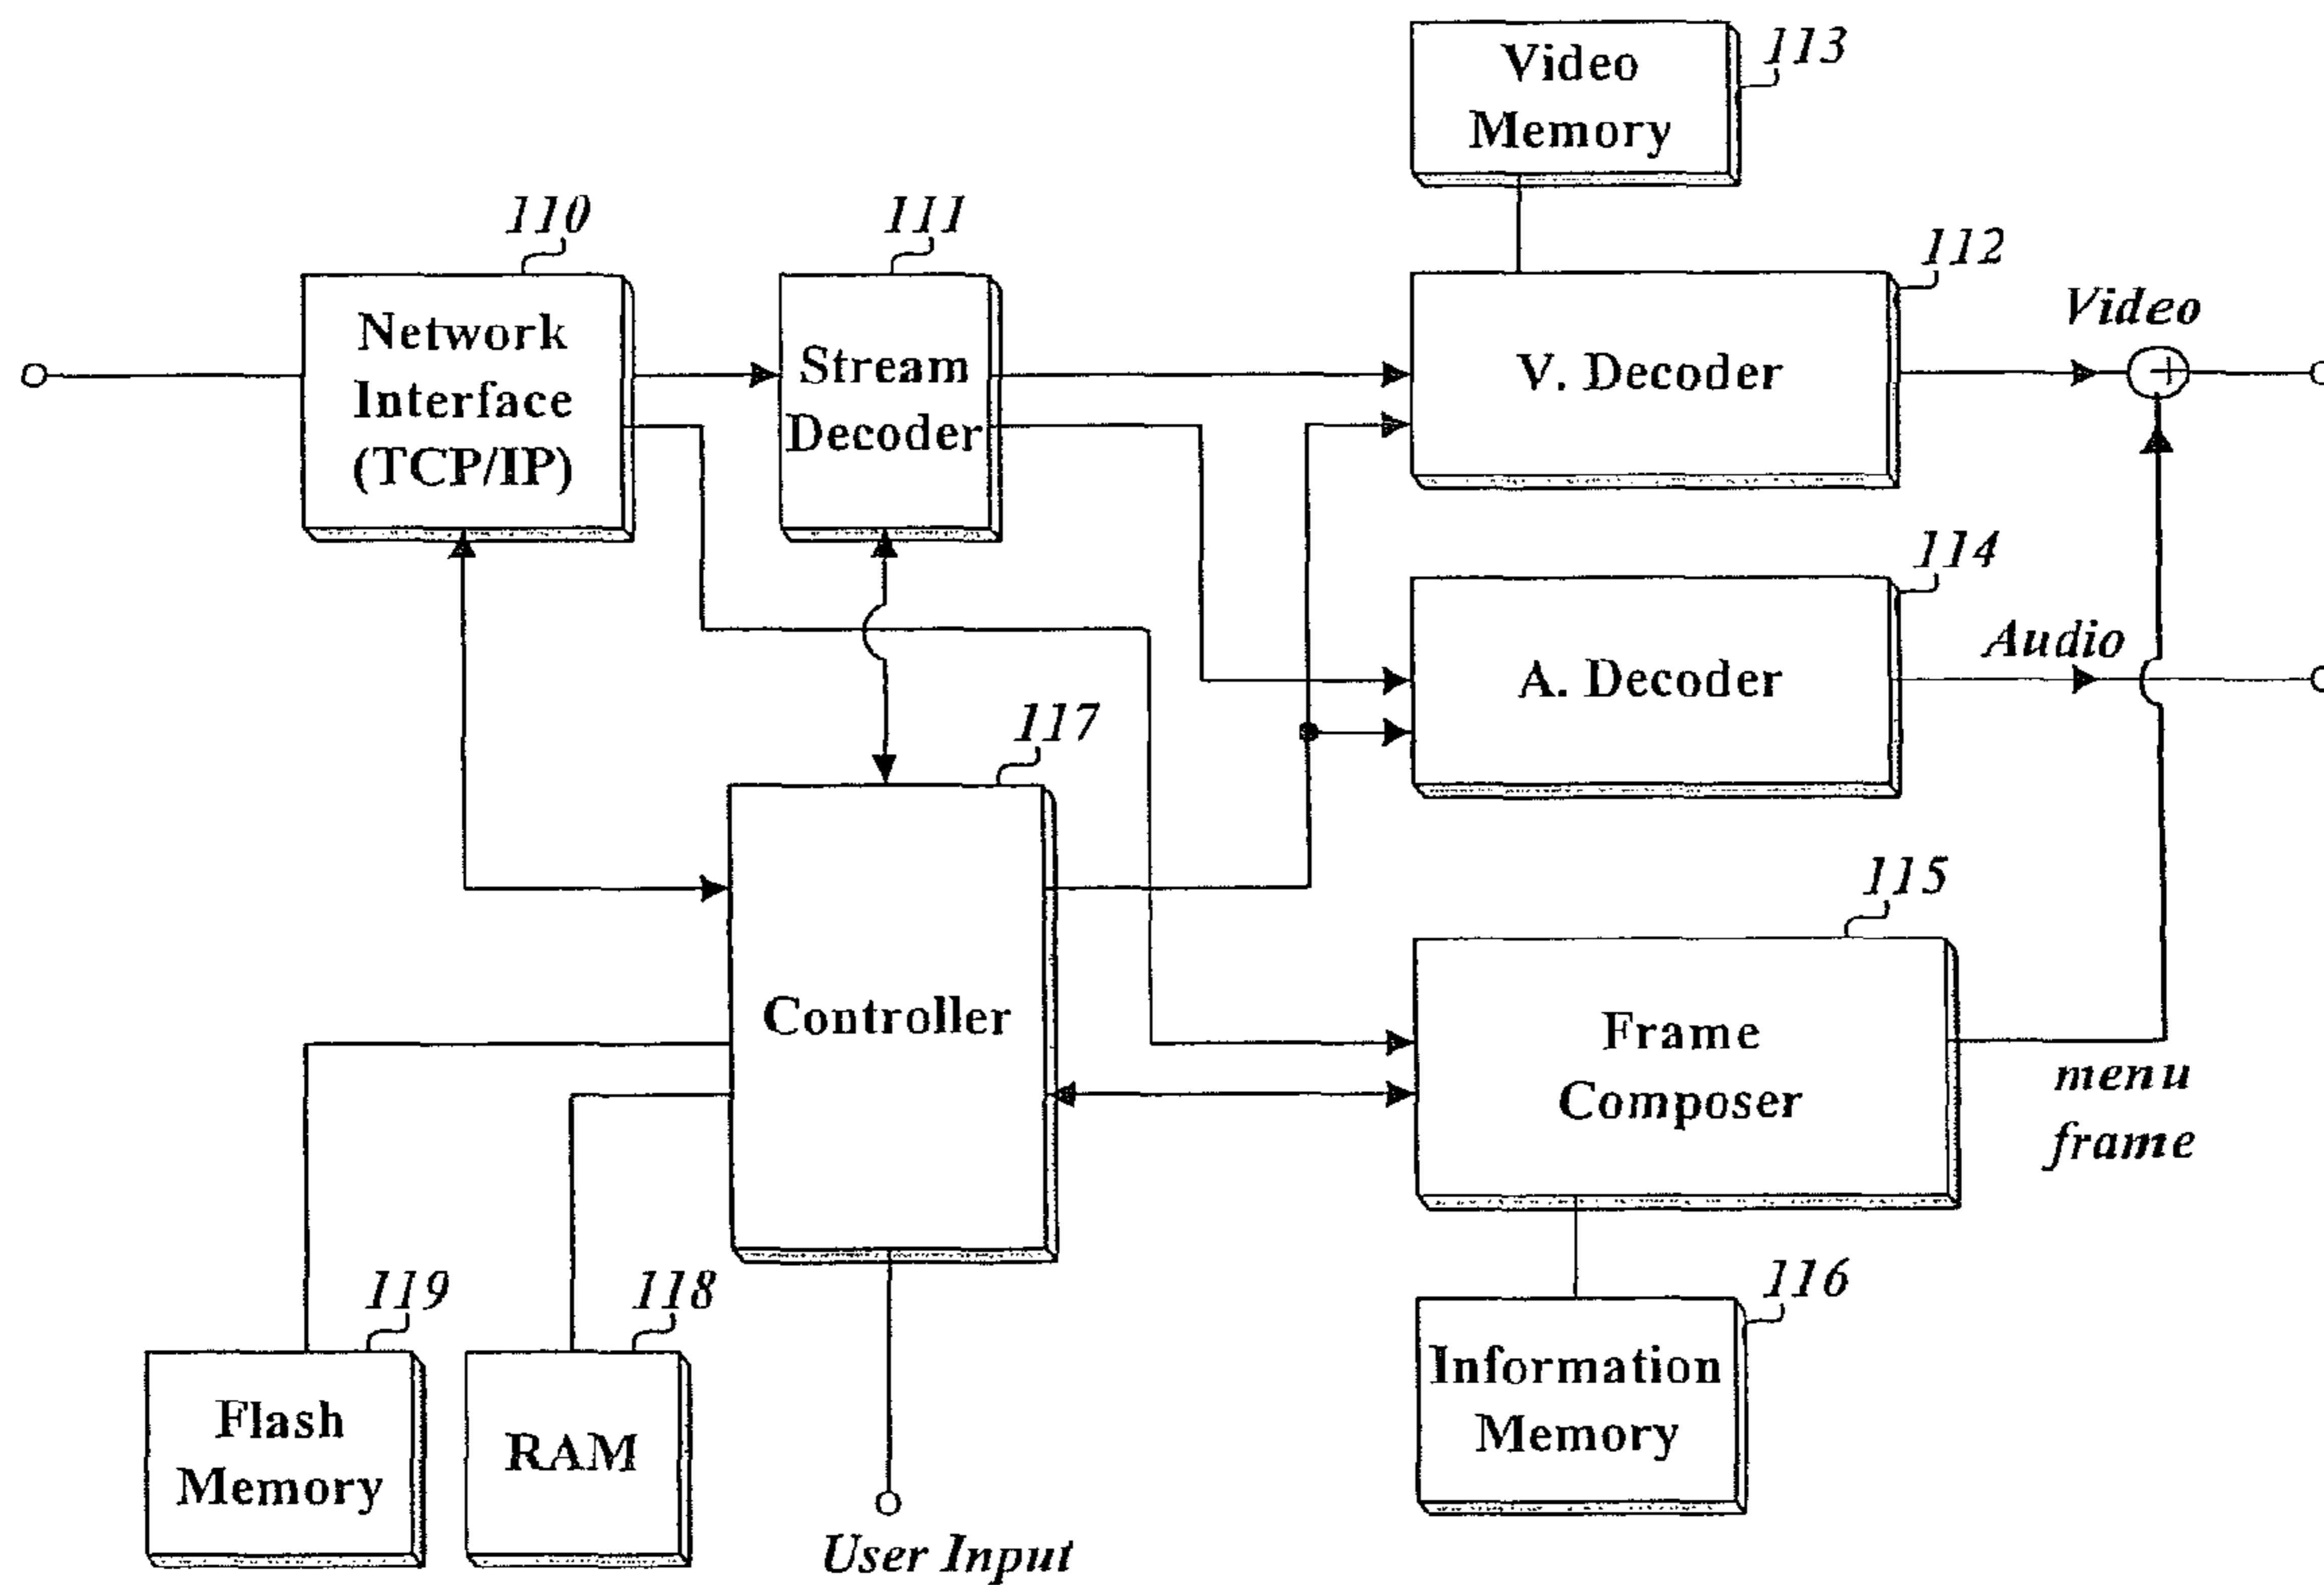 113
Video
Memory
110
111
112
Network
Interface
(TCP/IP)
Stream
Decoder
V. Decoder
Video
114
A. Decoder
Audio
117
Controller
115
Frame
Composer
menu
frame
119
118
116
Flash
Memory
RAM
Information
Memory
User Input